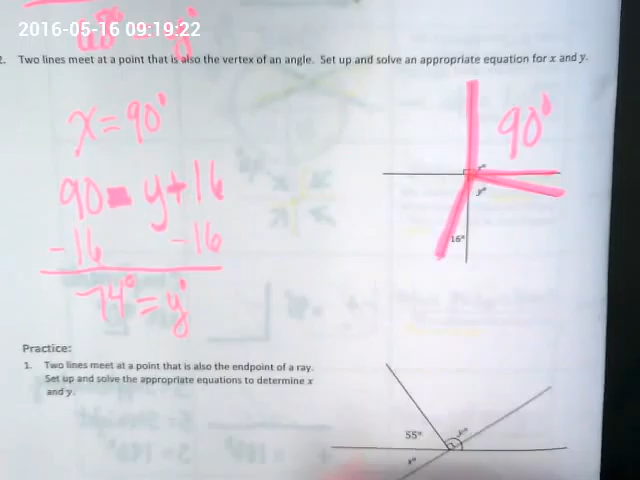 2016-05-16 09:19:22
68° = y°
2. Two lines meet at a point that is also the vertex of an angle. Set up and solve an appropriate equation for x and y.
x = 90°
90°
90 = y + 16
- 16 - 16
74° = y°
x°
y°
16°
Practice:
1. Two lines meet at a point that is also the endpoint of a ray.
Set up and solve the appropriate equations to determine x
and y.
55°